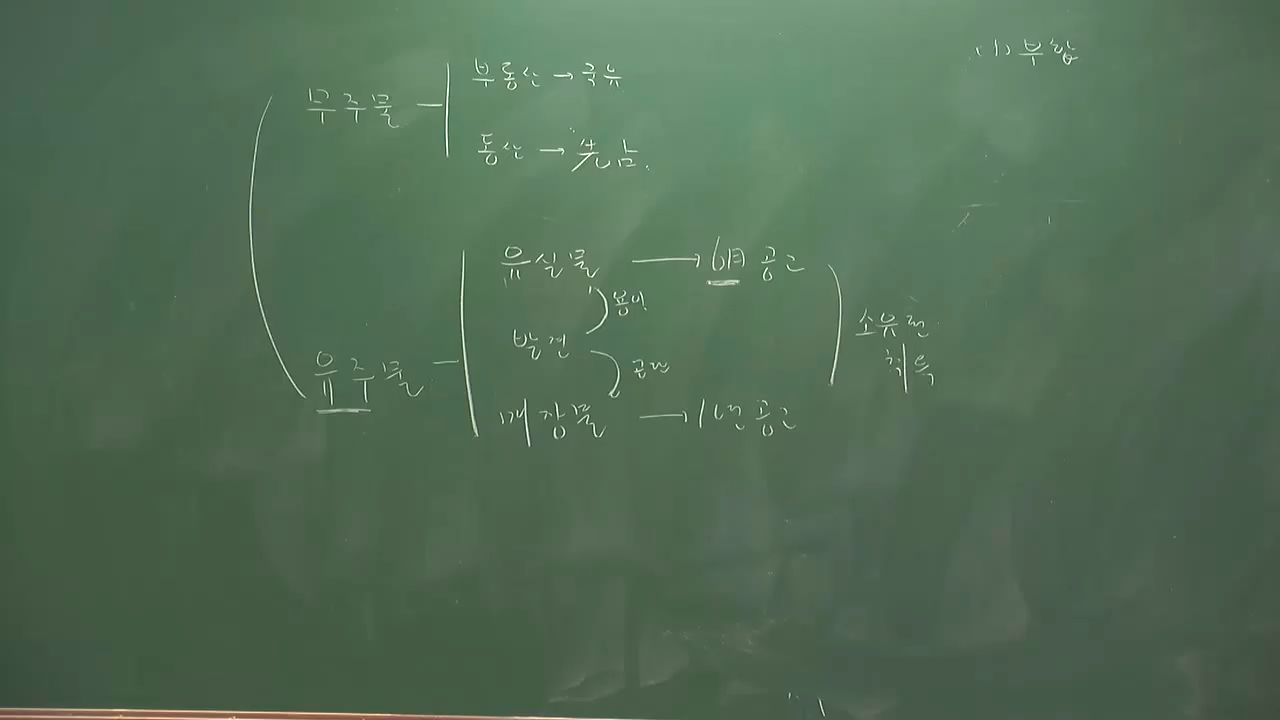 (1) 부합
무주물
부동산 → 국유
동산 → 先占.
유실물 → 6月 공고
용이
발견
곤란
유주물
매장물 → 1년 공고
소유권
취득